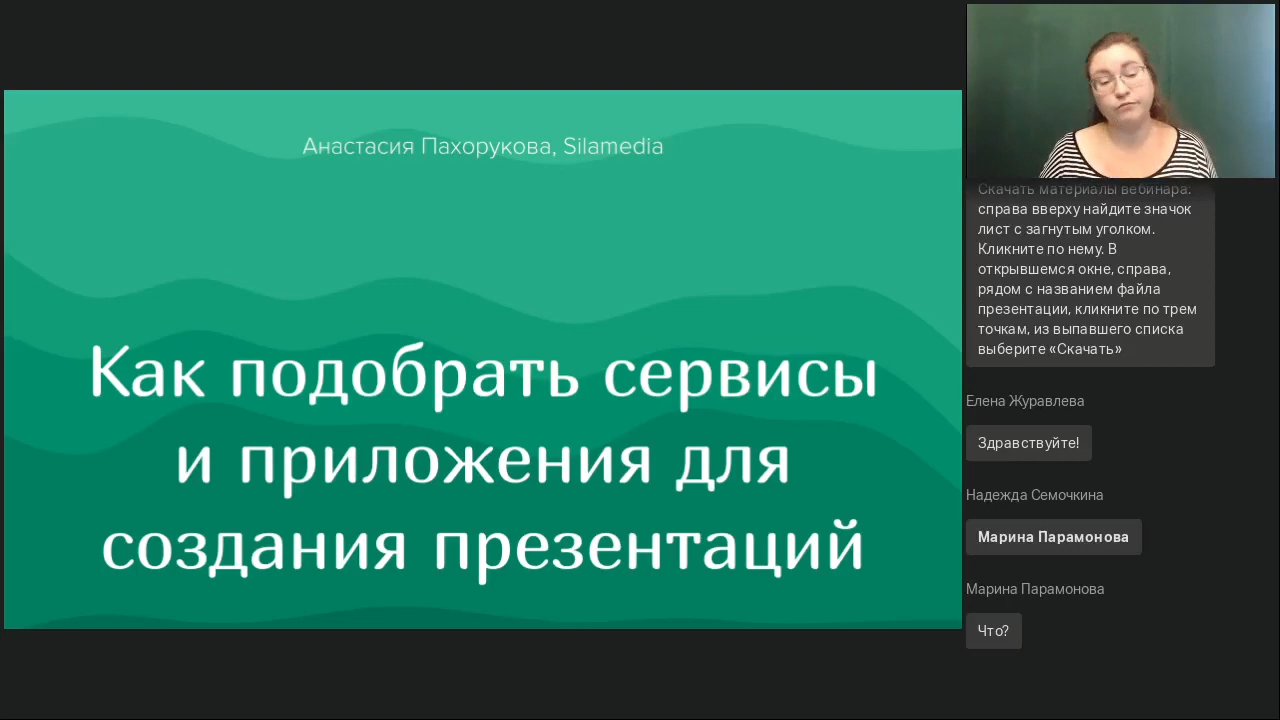 Анастасия Пахорукова, Silamedia
Как подобрать сервисы
и приложения для
создания презентаций
Скачать материалы вебинара:
справа вверху найдите значок
лист с загнутым уголком.
Кликните по нему. В
открывшемся окне, справа,
рядом с названием файла
презентации, кликните по трем
точкам, из выпавшего списка
выберите «Скачать»
Елена Журавлева
Здравствуйте!
Надежда Семочкина
Марина Парамонова
Марина Парамонова
Что?